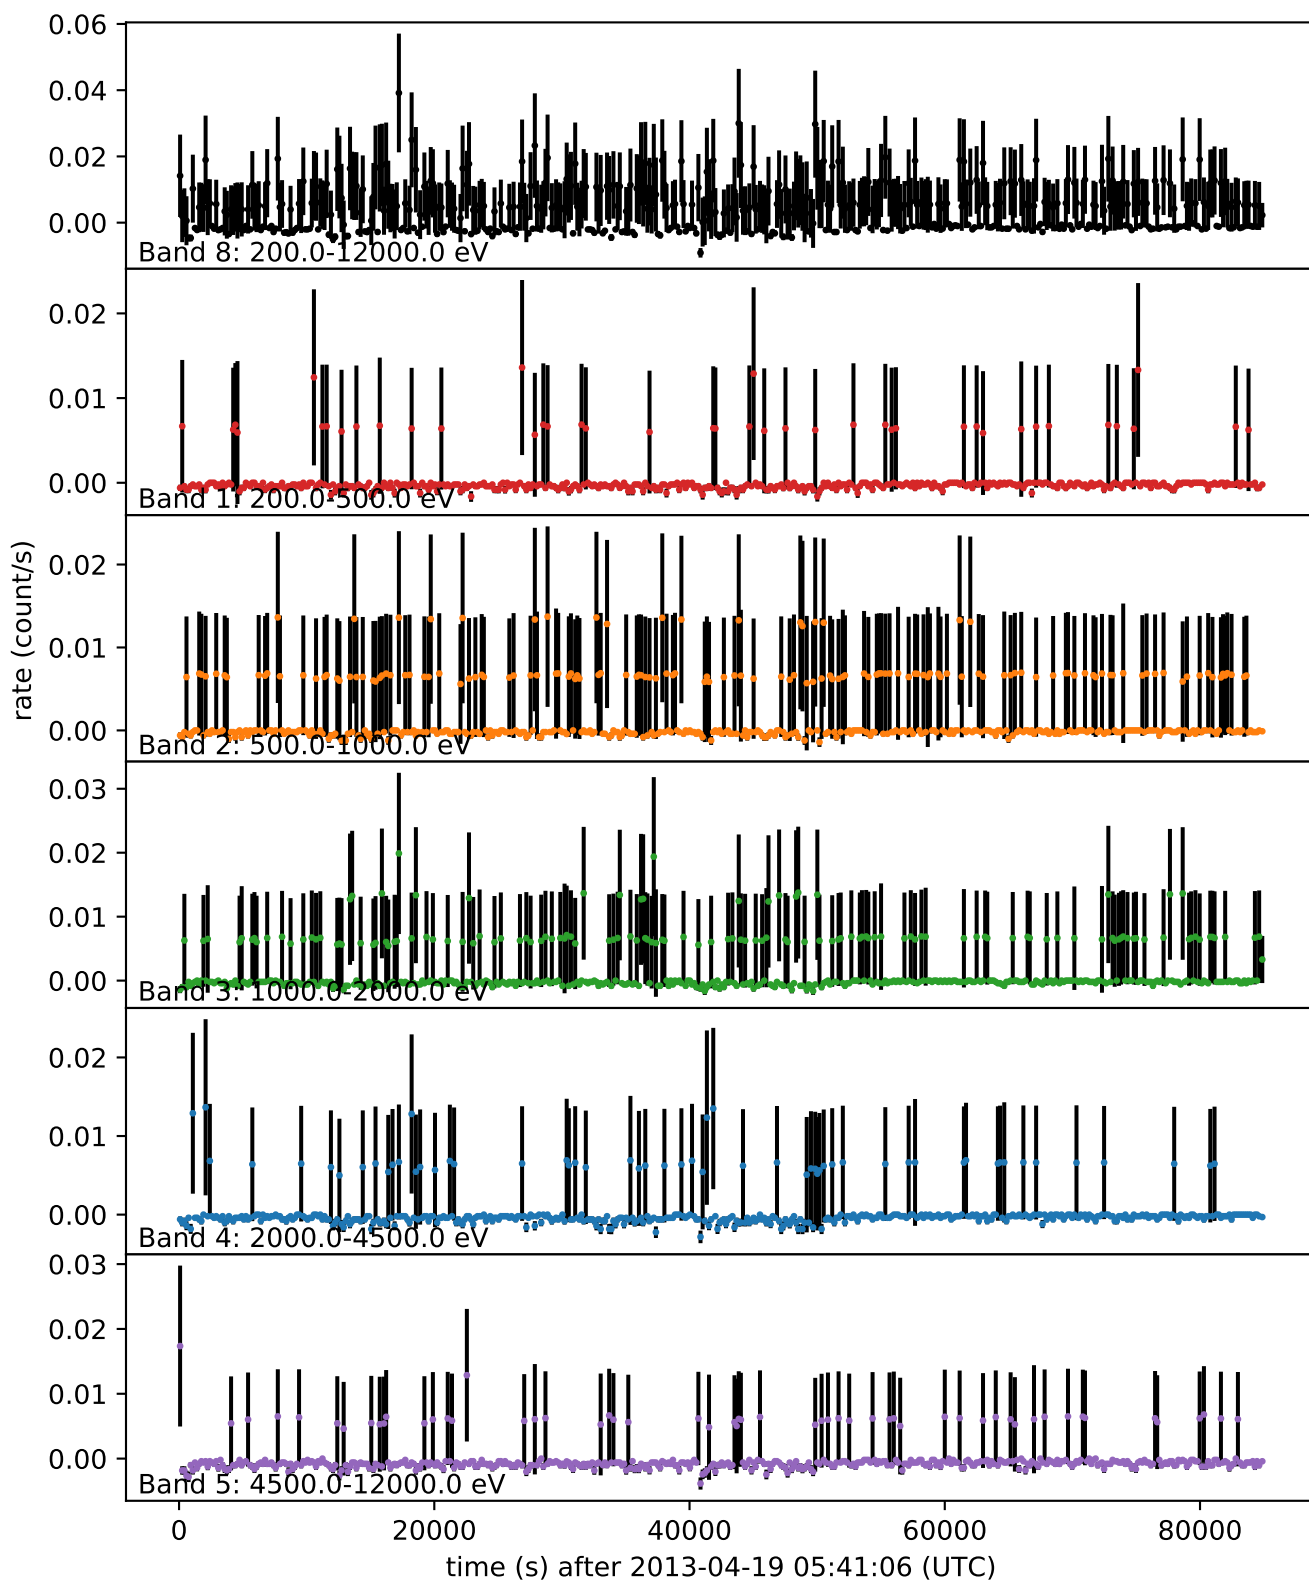 0.06
0.04
0.02
0.00
Band 8: 200.0-12000.0 eV
0.02
0.01
0.00
Band 1: 200.0-500.0 eV
0.02
0.01
0.00
Band 2: 500.0-1000.0 eV
rate (count/s)
0.03
0.02
0.01
0.00
Band 3: 1000.0-2000.0 eV
0.02
0.01
0.00
Band 4: 2000.0-4500.0 eV
0.03
0.02
0.01
0.00
Band 5: 4500.0-12000.0 eV
0 20000 40000 60000 80000
time (s) after 2013-04-19 05:41:06 (UTC)